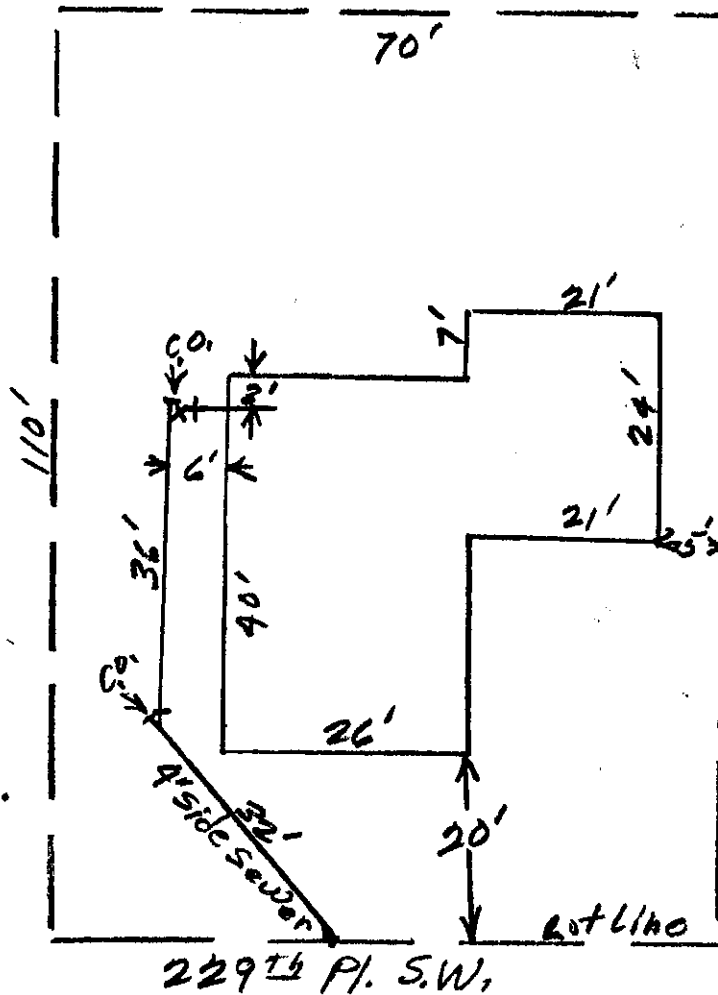 70'
21'
7'
C.O.
2'
110'
24'
6'
36'
21'
5'
40'
C.O.
26'
4" side sewer
32'
20'
Lot line
229th Pl. S.W.